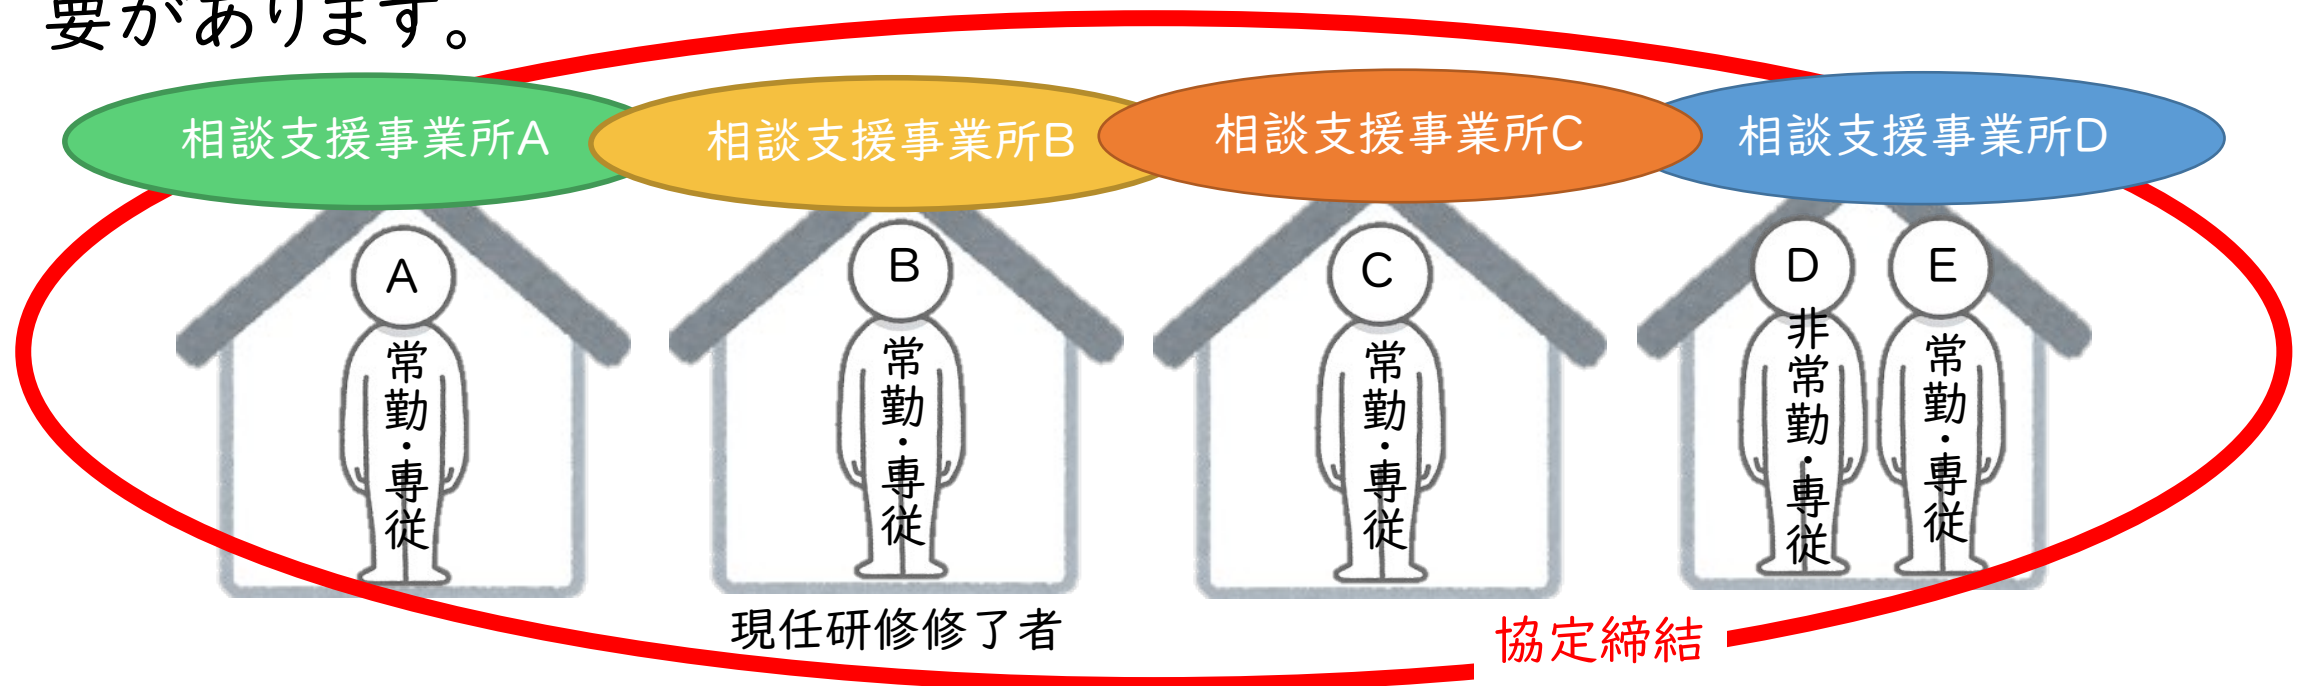 要があります。
相談支援事業所A
相談支援事業所B
相談支援事業所C
相談支援事業所D
A
常勤・専従
B
常勤・専従
C
常勤・専従
D
非常勤・専従
E
常勤・専従
現任研修修了者
協定締結